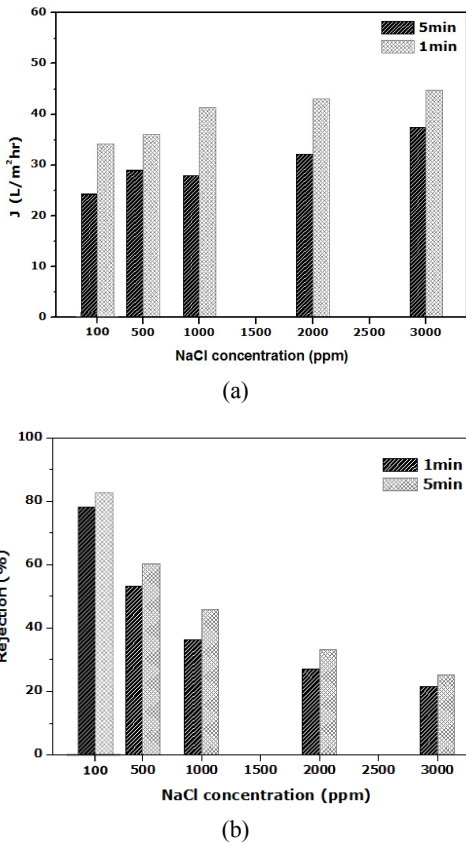 60
50
40
30
20
10
0
J (L/m²hr)
5min
1min
100 500 1000 1500 2000 2500 3000
NaCl concentration (ppm)
(a)
100
80
60
40
20
0
Rejection (%)
1min
5min
100 500 1000 1500 2000 2500 3000
NaCl concentration (ppm)
(b)